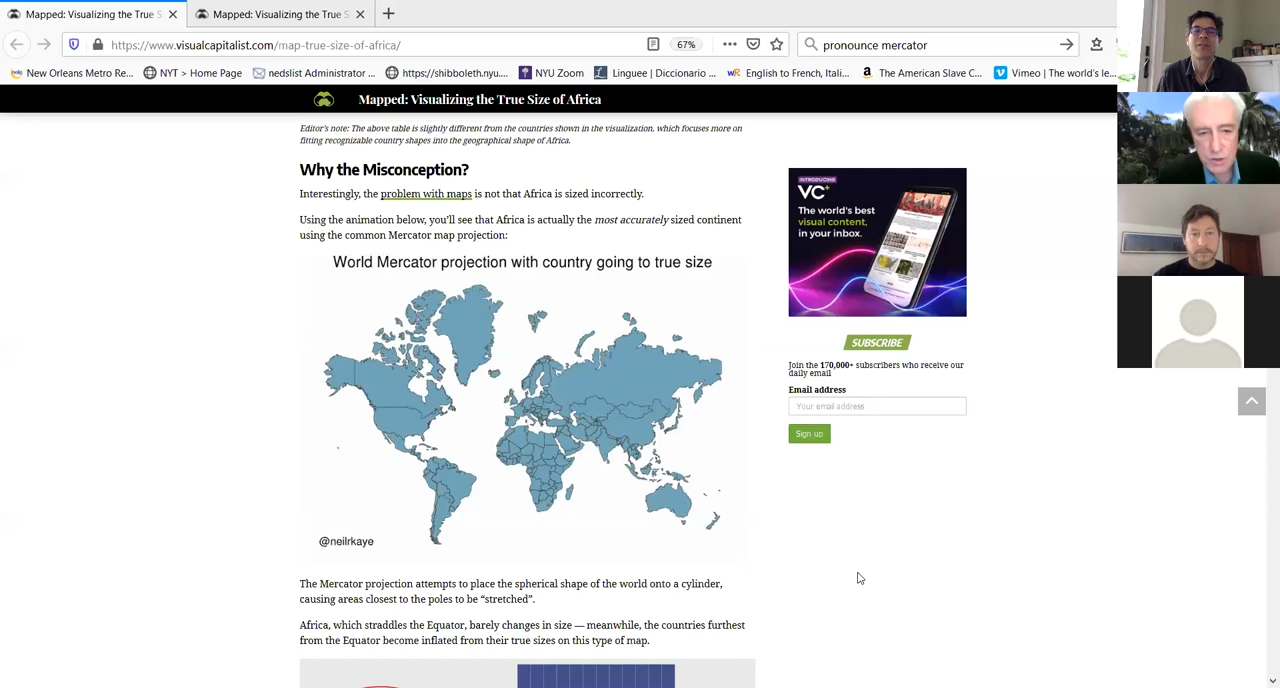 Mapped: Visualizing the True S
Mapped: Visualizing the True S
https://www.visualcapitalist.com/map-true-size-of-africa/
67%
pronounce mercator
New Orleans Metro Re...
NYT > Home Page
nedslist Administrator ...
https://shibboleth.nyu....
NYU Zoom
Linguee | Diccionario ...
English to French, Itali...
The American Slave C...
Vimeo | The world's le...
Mapped: Visualizing the True Size of Africa
Editor's note: The above table is slightly different from the countries shown in the visualization, which focuses more on
fitting recognizable country shapes into the geographical shape of Africa.
Why the Misconception?
Interestingly, the problem with maps is not that Africa is sized incorrectly.
Using the animation below, you'll see that Africa is actually the most accurately sized continent
using the common Mercator map projection:
World Mercator projection with country going to true size
@neilrkaye
The Mercator projection attempts to place the spherical shape of the world onto a cylinder,
causing areas closest to the poles to be “stretched”.
Africa, which straddles the Equator, barely changes in size — meanwhile, the countries furthest
from the Equator become inflated from their true sizes on this type of map.
INTRODUCING
VC+
The world's best
visual content,
in your inbox.
SUBSCRIBE
Join the 170,000+ subscribers who receive our
daily email
Email address
Your email address
Sign up